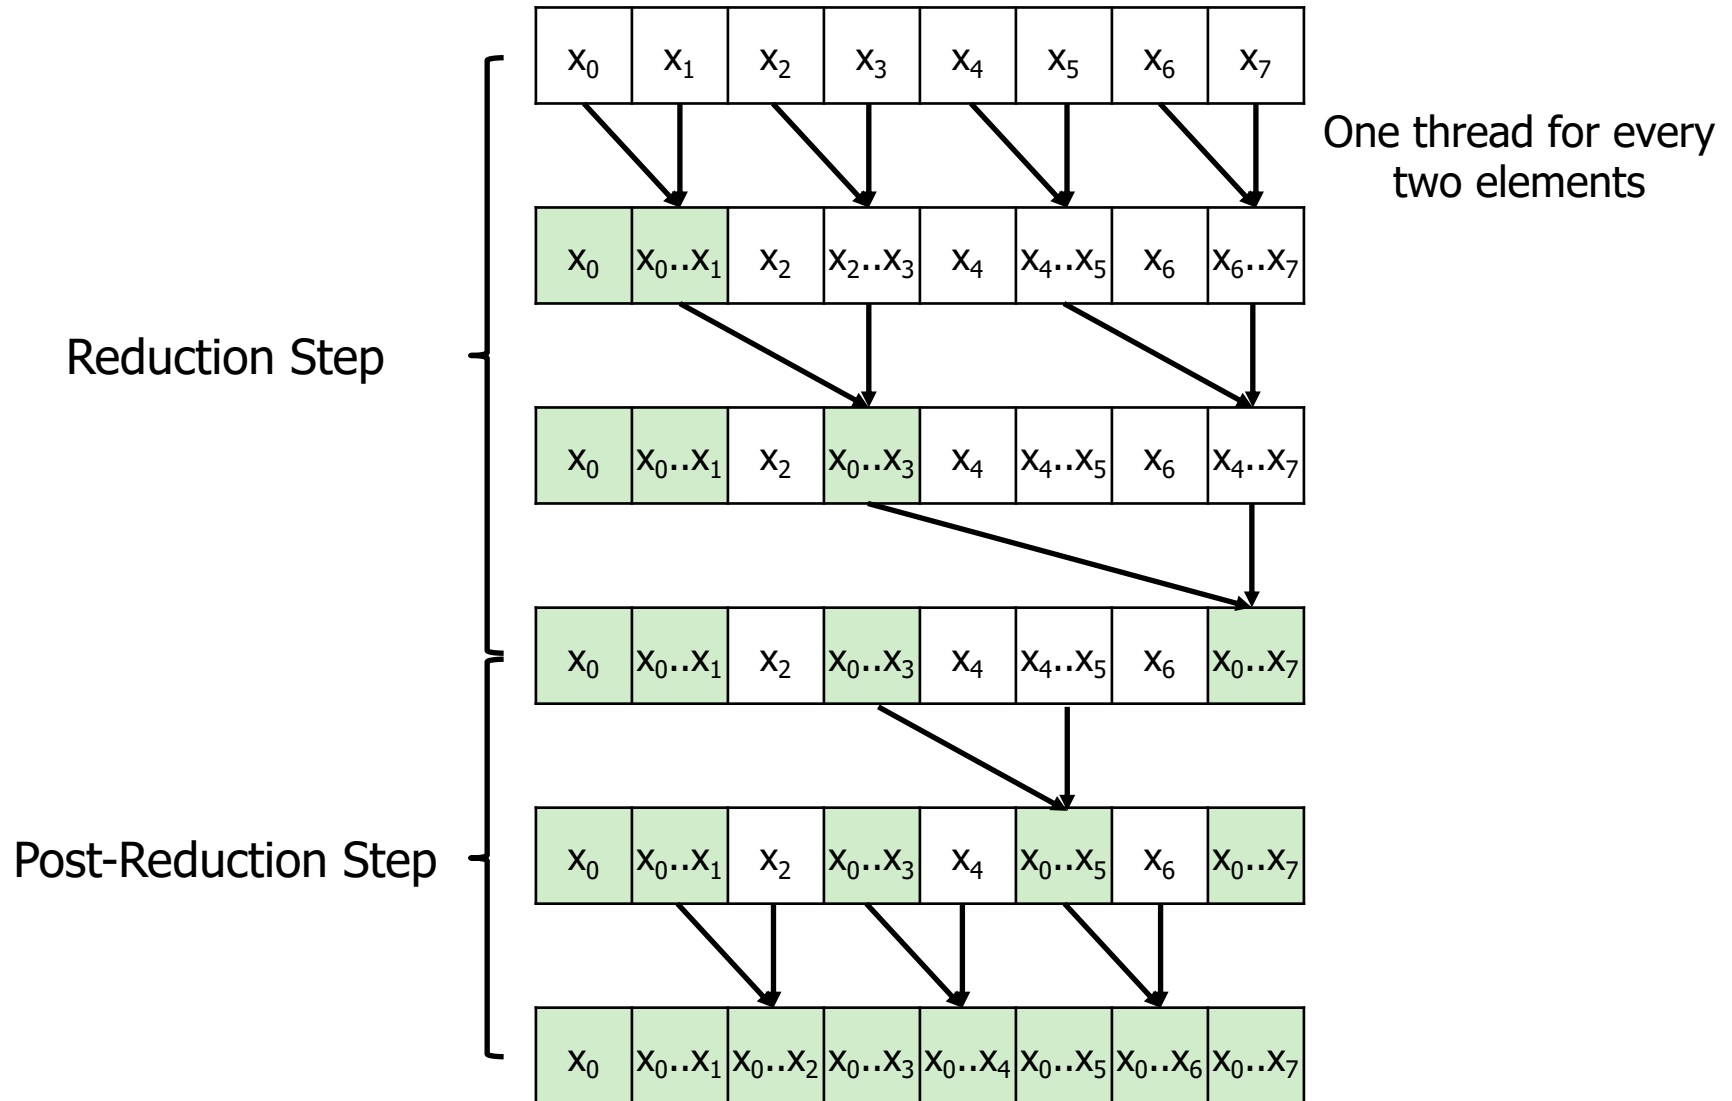 x₀ x₁ x₂ x₃ x₄ x₅ x₆ x₇
One thread for every
two elements
x₀ x₀..x₁ x₂ x₂..x₃ x₄ x₄..x₅ x₆ x₆..x₇
Reduction Step
x₀ x₀..x₁ x₂ x₀..x₃ x₄ x₄..x₅ x₆ x₄..x₇
x₀ x₀..x₁ x₂ x₀..x₃ x₄ x₄..x₅ x₆ x₀..x₇
Post-Reduction Step
x₀ x₀..x₁ x₂ x₀..x₃ x₄ x₀..x₅ x₆ x₀..x₇
x₀ x₀..x₁ x₀..x₂ x₀..x₃ x₀..x₄ x₀..x₅ x₀..x₆ x₀..x₇